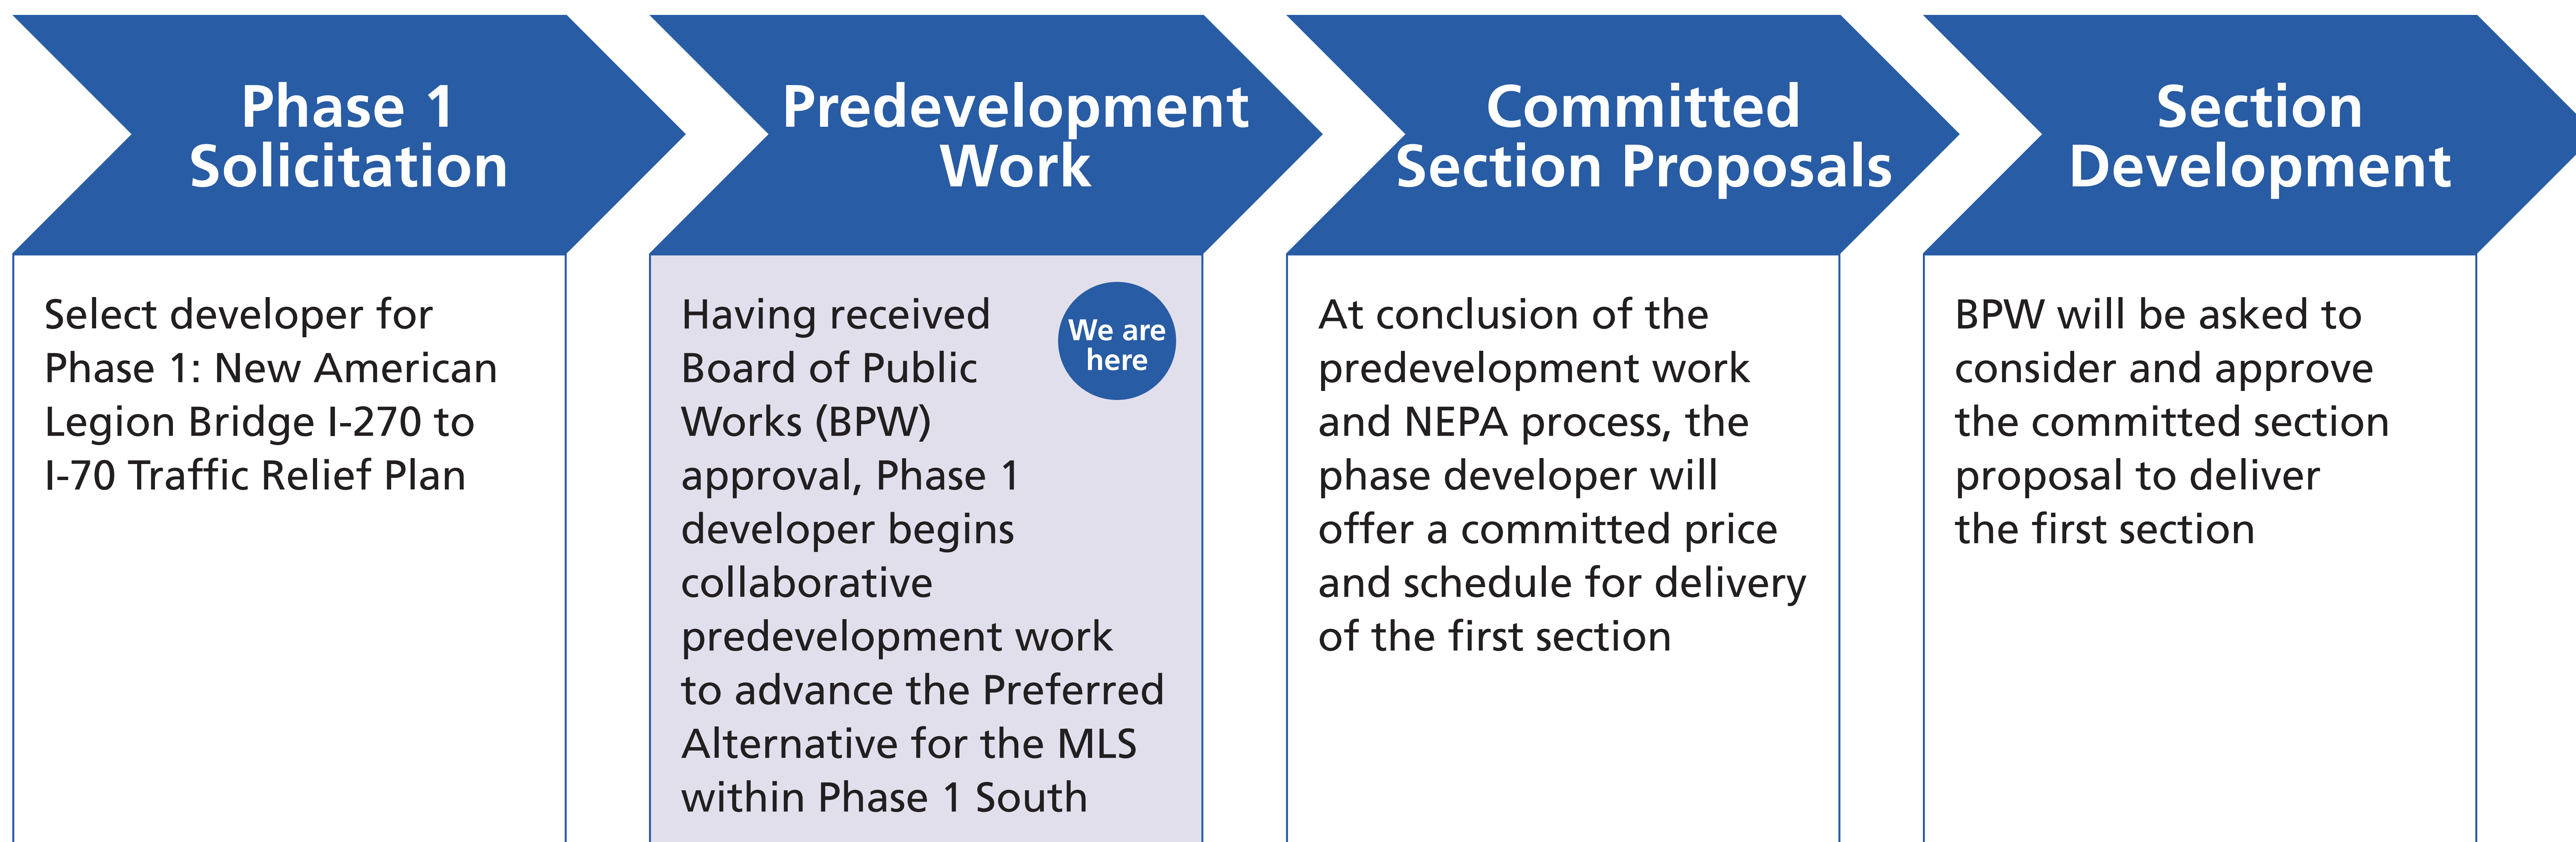 Phase 1
Solicitation
Select developer for
Phase 1: New American
Legion Bridge I-270 to
I-70 Traffic Relief Plan
Predevelopment
Work
Having received
Board of Public
Works (BPW)
approval, Phase 1
developer begins
collaborative
predevelopment work
to advance the Preferred
Alternative for the MLS
within Phase 1 South
We are
here
Committed
Section Proposals
At conclusion of the
predevelopment work
and NEPA process, the
phase developer will
offer a committed price
and schedule for delivery
of the first section
Section
Development
BPW will be asked to
consider and approve
the committed section
proposal to deliver
the first section